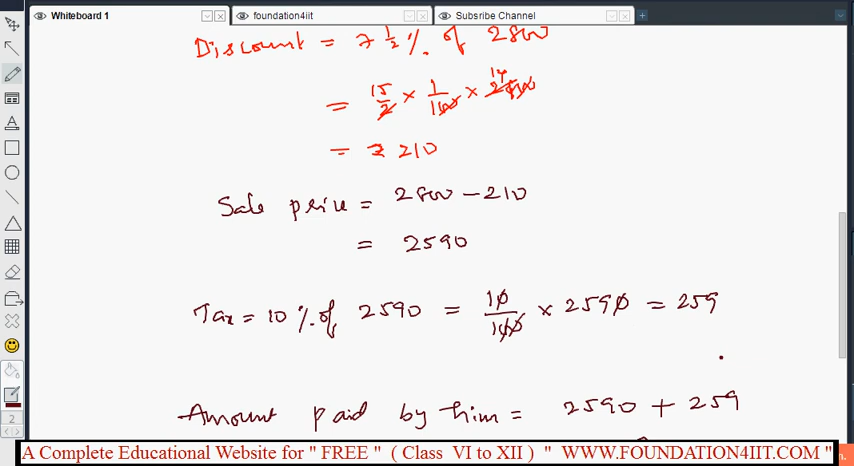 Whiteboard 1 foundation4iit Subsribe Channel
Discount = 7 1/2 % of 2800
= 15/2 × 1/100 × 2800 14
= ₹ 210
Sale price = 2800 - 210
= 2590
Tax = 10 % of 2590 = 10/100 × 2590 = 259
Amount paid by him = 2590 + 259
2
A Complete Educational Website for " FREE " ( Class VI to XII ) " WWW.FOUNDATION4IIT.COM "